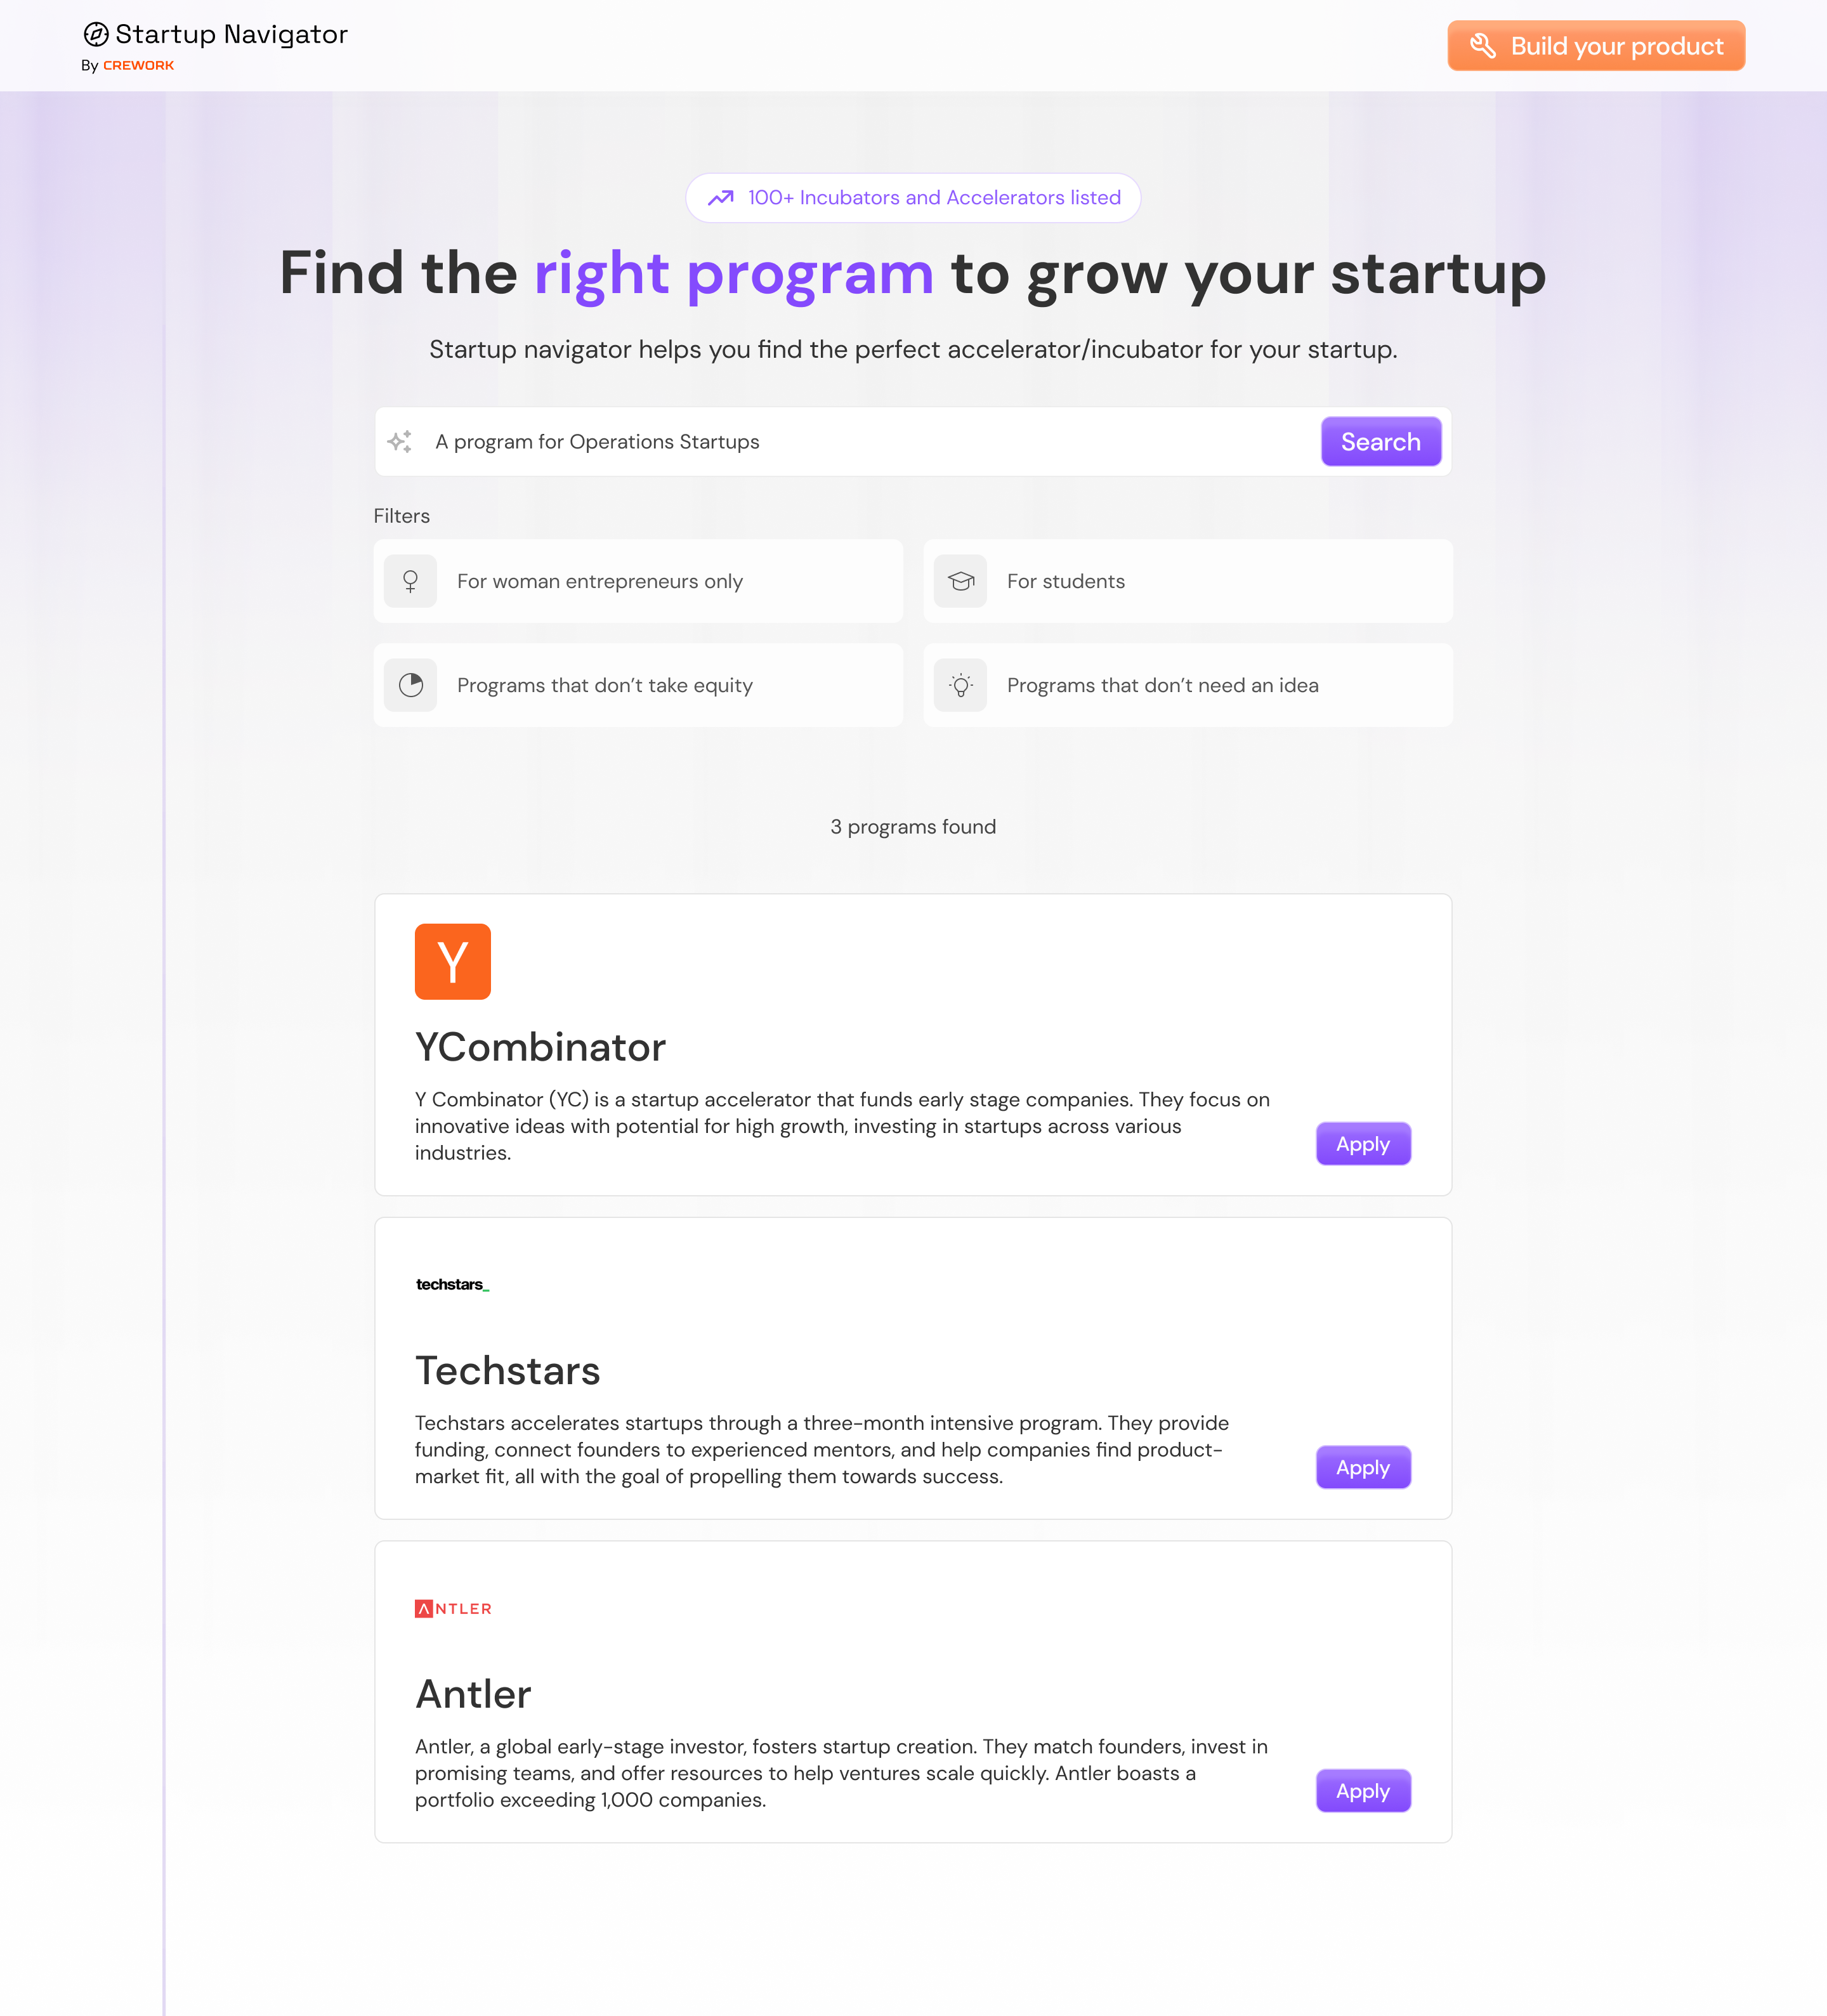 Startup Navigator
By CREWORK
Build your product
100+ Incubators and Accelerators listed
Find the right program to grow your startup
Startup navigator helps you find the perfect accelerator/incubator for your startup.
A program for Operations Startups
Search
Filters
For woman entrepreneurs only
For students
Programs that don’t take equity
Programs that don’t need an idea
3 programs found
Y
YCombinator
Y Combinator (YC) is a startup accelerator that funds early stage companies. They focus on
innovative ideas with potential for high growth, investing in startups across various
industries.
Apply
techstars_
Techstars
Techstars accelerates startups through a three-month intensive program. They provide
funding, connect founders to experienced mentors, and help companies find product-
market fit, all with the goal of propelling them towards success.
Apply
ANTLER
Antler
Antler, a global early-stage investor, fosters startup creation. They match founders, invest in
promising teams, and offer resources to help ventures scale quickly. Antler boasts a
portfolio exceeding 1,000 companies.
Apply